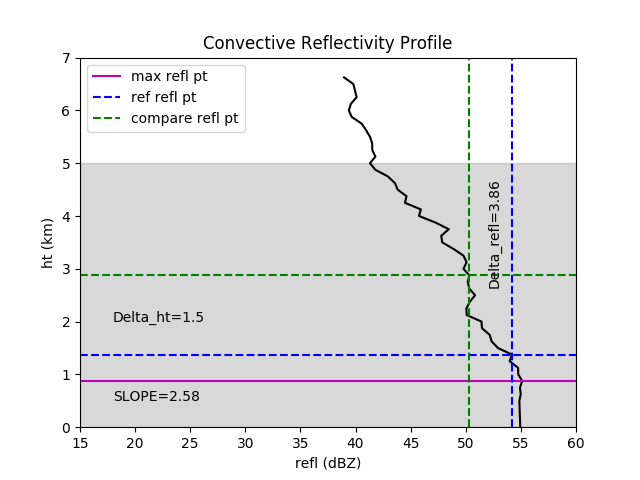 Convective Reflectivity Profile
max refl pt
ref refl pt
compare refl pt
7
6
5
4
3
2
1
0
ht (km)
Delta_refl=3.86
Delta_ht=1.5
SLOPE=2.58
15 20 25 30 35 40 45 50 55 60
refl (dBZ)